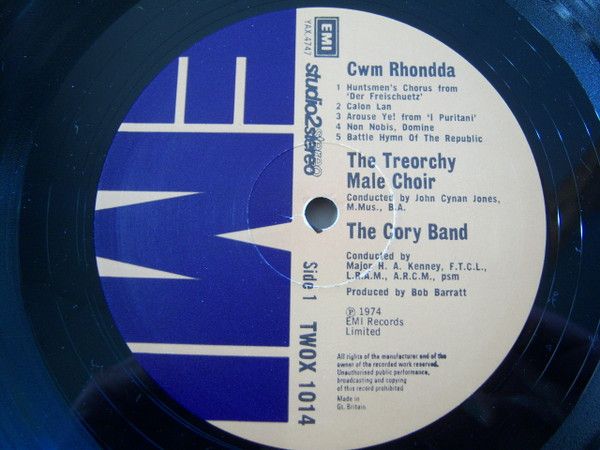 EMI
YAX.4747
studio2stereo
Side 1
TWOX 1014
Cwm Rhondda
1 Huntsmen's Chorus from
'Der Freischuetz'
2 Calon Lan
3 Arouse Ye! from 'I Puritani'
4 Non Nobis, Domine
5 Battle Hymn Of The Republic
The Treorchy
Male Choir
Conducted by John Cynan Jones,
M.Mus., B.A.
The Cory Band
Conducted by
Major H. A. Kenney, F.T.C.L.,
L.R.A.M., A.R.C.M., psm
Produced by Bob Barratt
℗ 1974
EMI Records
Limited
All rights of the manufacturer and of the
owner of the recorded work reserved.
Unauthorised public performance,
broadcasting and copying
of this record prohibited
Made in
Gt. Britain
EMI